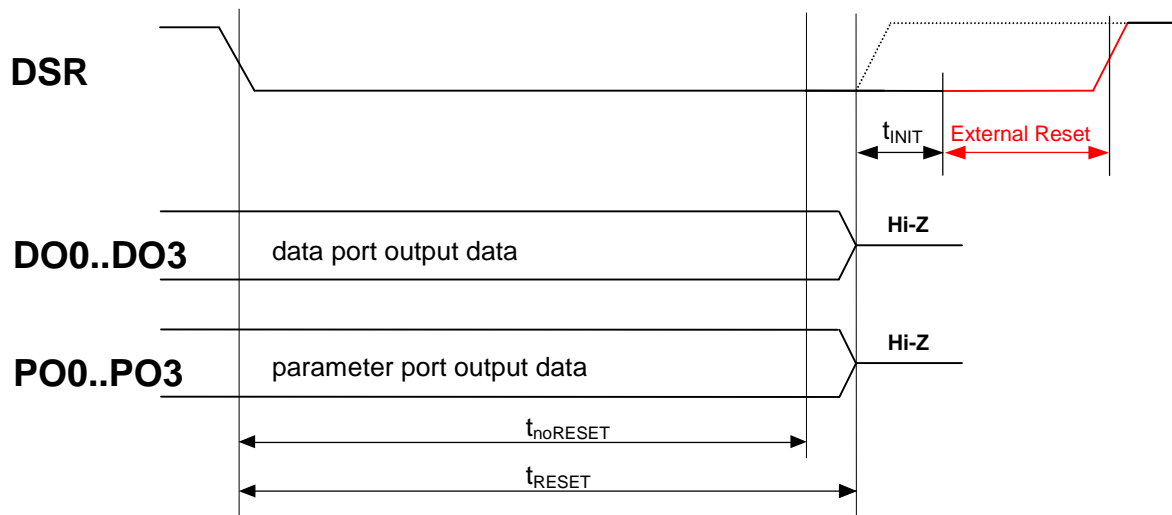 DSR
tINIT
External Reset
DO0..DO3
data port output data
Hi-Z
PO0..PO3
parameter port output data
Hi-Z
tnoRESET
tRESET